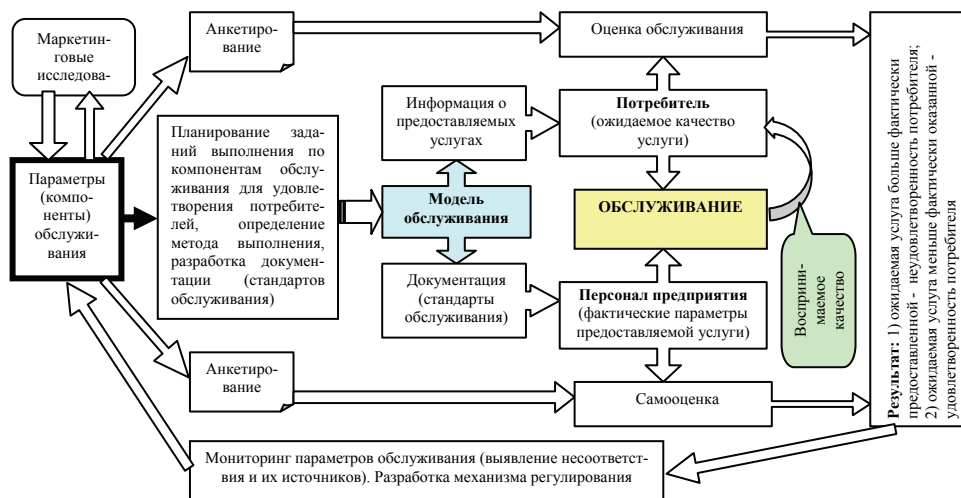 Маркетин-
говые
исследова-
Анкетиро-
вание
Оценка обслуживания
Информация о
предоставляемых
услугах
Потребитель
(ожидаемое качество
услуги)
Параметры
(компо-
ненты)
обслужи-
вания
Планирование зада-
ний выполнения по
компонентам обслу-
живания для удовле-
творения потребите-
лей, определение
метода выполнения,
разработка докумен-
тации (стандартов
обслуживания)
Модель
обслуживания
ОБСЛУЖИВАНИЕ
Документация
(стандарты
обслуживания)
Персонал предприятия
(фактические параметры
предоставляемой услуги)
Восприни-
маемое
качество
Анкетиро-
вание
Самооценка
Мониторинг параметров обслуживания (выявление несоответст-
вия и их источников). Разработка механизма регулирования
Результат: 1) ожидаемая услуга больше фактически
предоставленной - неудовлетворенность потребителя;
2) ожидаемая услуга меньше фактически оказанной -
удовлетворенность потребителя